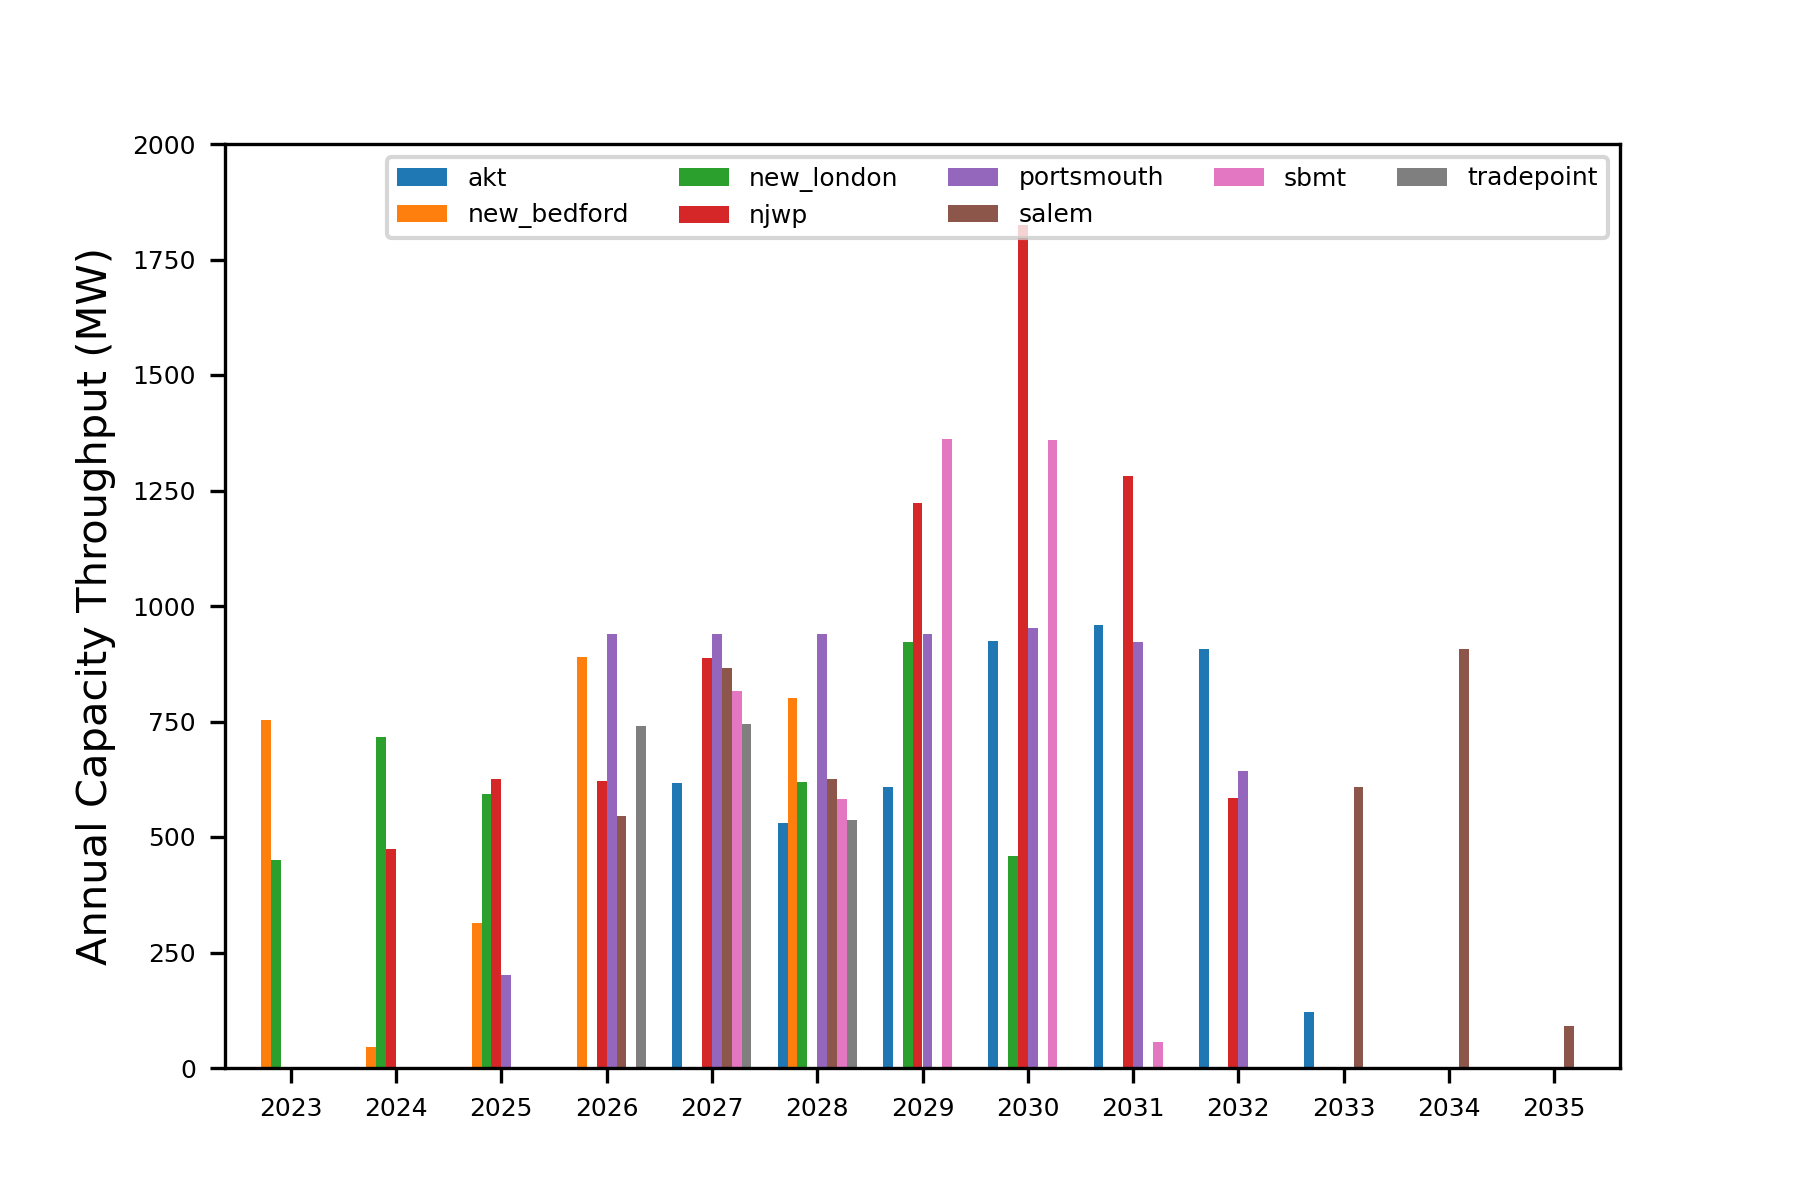 Annual Capacity Throughput (MW)
2000
1750
1500
1250
1000
750
500
250
0
akt new_london portsmouth sbmt tradepoint
new_bedford njwp salem
2023 2024 2025 2026 2027 2028 2029 2030 2031 2032 2033 2034 2035